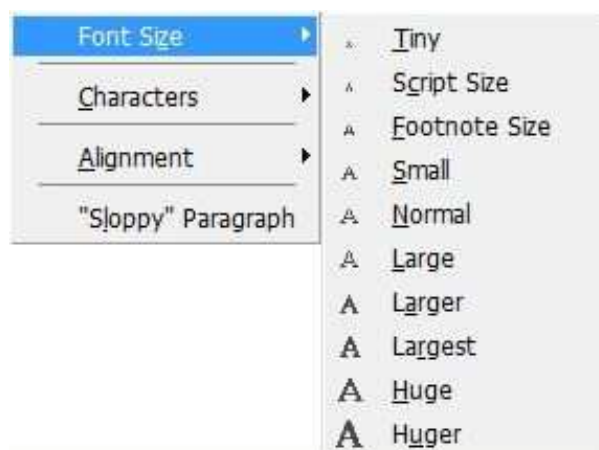 Font Size
Characters
Alignment
"Sloppy" Paragraph
Tiny
Script Size
Footnote Size
Small
Normal
Large
Larger
Largest
Huge
Huger